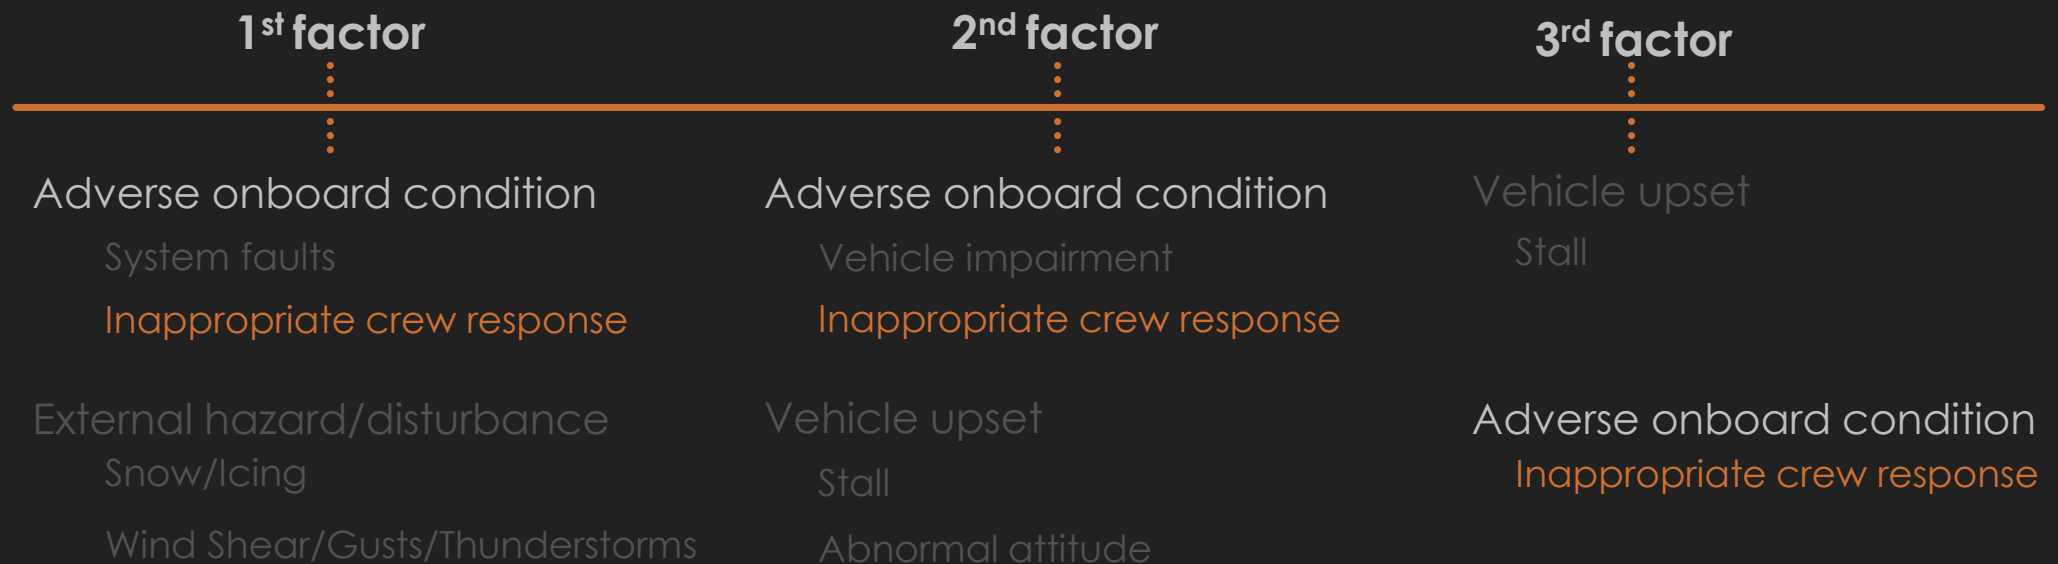 1st factor
2nd factor
3rd factor
Adverse onboard condition
System faults
Inappropriate crew response
External hazard/disturbance
Snow/Icing
Wind Shear/Gusts/Thunderstorms
Adverse onboard condition
Vehicle impairment
Inappropriate crew response
Vehicle upset
Stall
Abnormal attitude
Vehicle upset
Stall
Adverse onboard condition
Inappropriate crew response